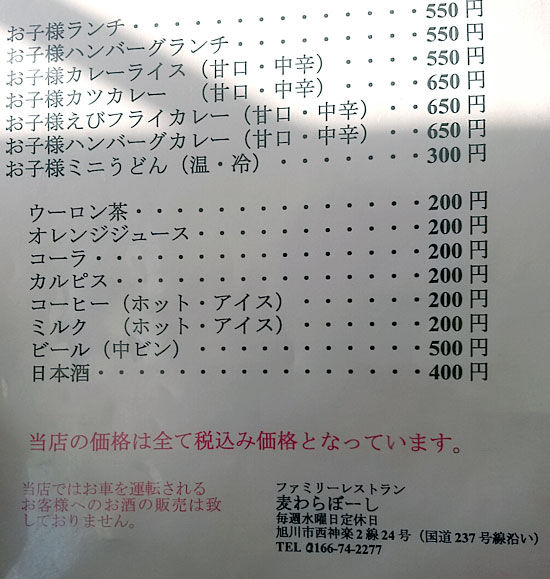 お子様ランチ・・・・・・・・・・・550円
お子様ハンバーグランチ・・・・・・・550円
お子様カレーライス（甘口・中辛）・・・550円
お子様カツカレー　（甘口・中辛）・・・650円
お子様えびフライカレー（甘口・中辛）・・650円
お子様ハンバーグカレー（甘口・中辛）・・650円
お子様ミニうどん（温・冷）・・・・・・300円
ウーロン茶・・・・・・・・・・・・・・200円
オレンジジュース・・・・・・・・・・・200円
コーラ・・・・・・・・・・・・・・・・200円
カルピス・・・・・・・・・・・・・・・200円
コーヒー（ホット・アイス）・・・・・・200円
ミルク　（ホット・アイス）・・・・・・200円
ビール（中ビン）・・・・・・・・・・・500円
日本酒・・・・・・・・・・・・・・・・400円
当店の価格は全て税込み価格となっています。
当店ではお車を運転される
お客様へのお酒の販売は致
しておりません。
ファミリーレストラン
麦わらぼーし
毎週水曜日定休日
旭川市西神楽2線24号（国道237号線沿い）
TEL 0166-74-2277